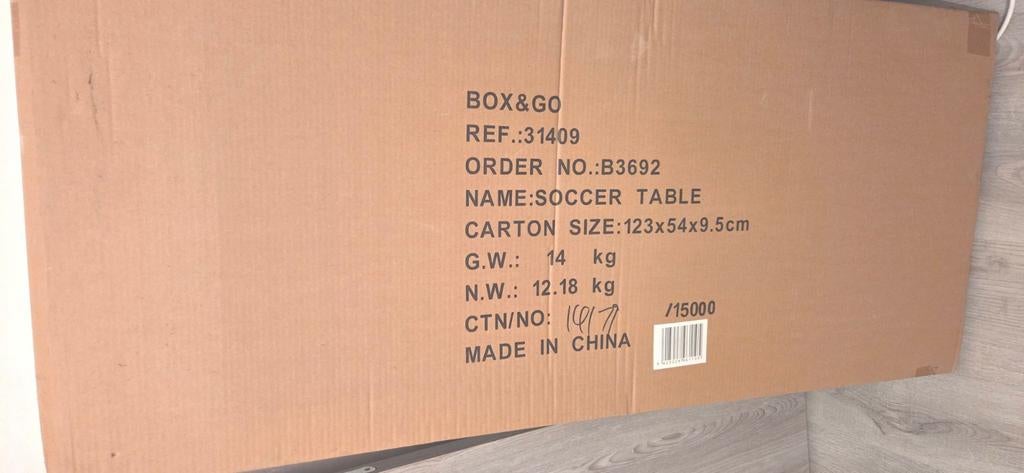 BOX&GO
REF.:31409
ORDER NO.:B3692
NAME:SOCCER TABLE
CARTON SIZE:123x54x9.5cm
G.W.: 14 kg
N.W.: 12.18 kg
CTN/NO: /15000
MADE IN CHINA